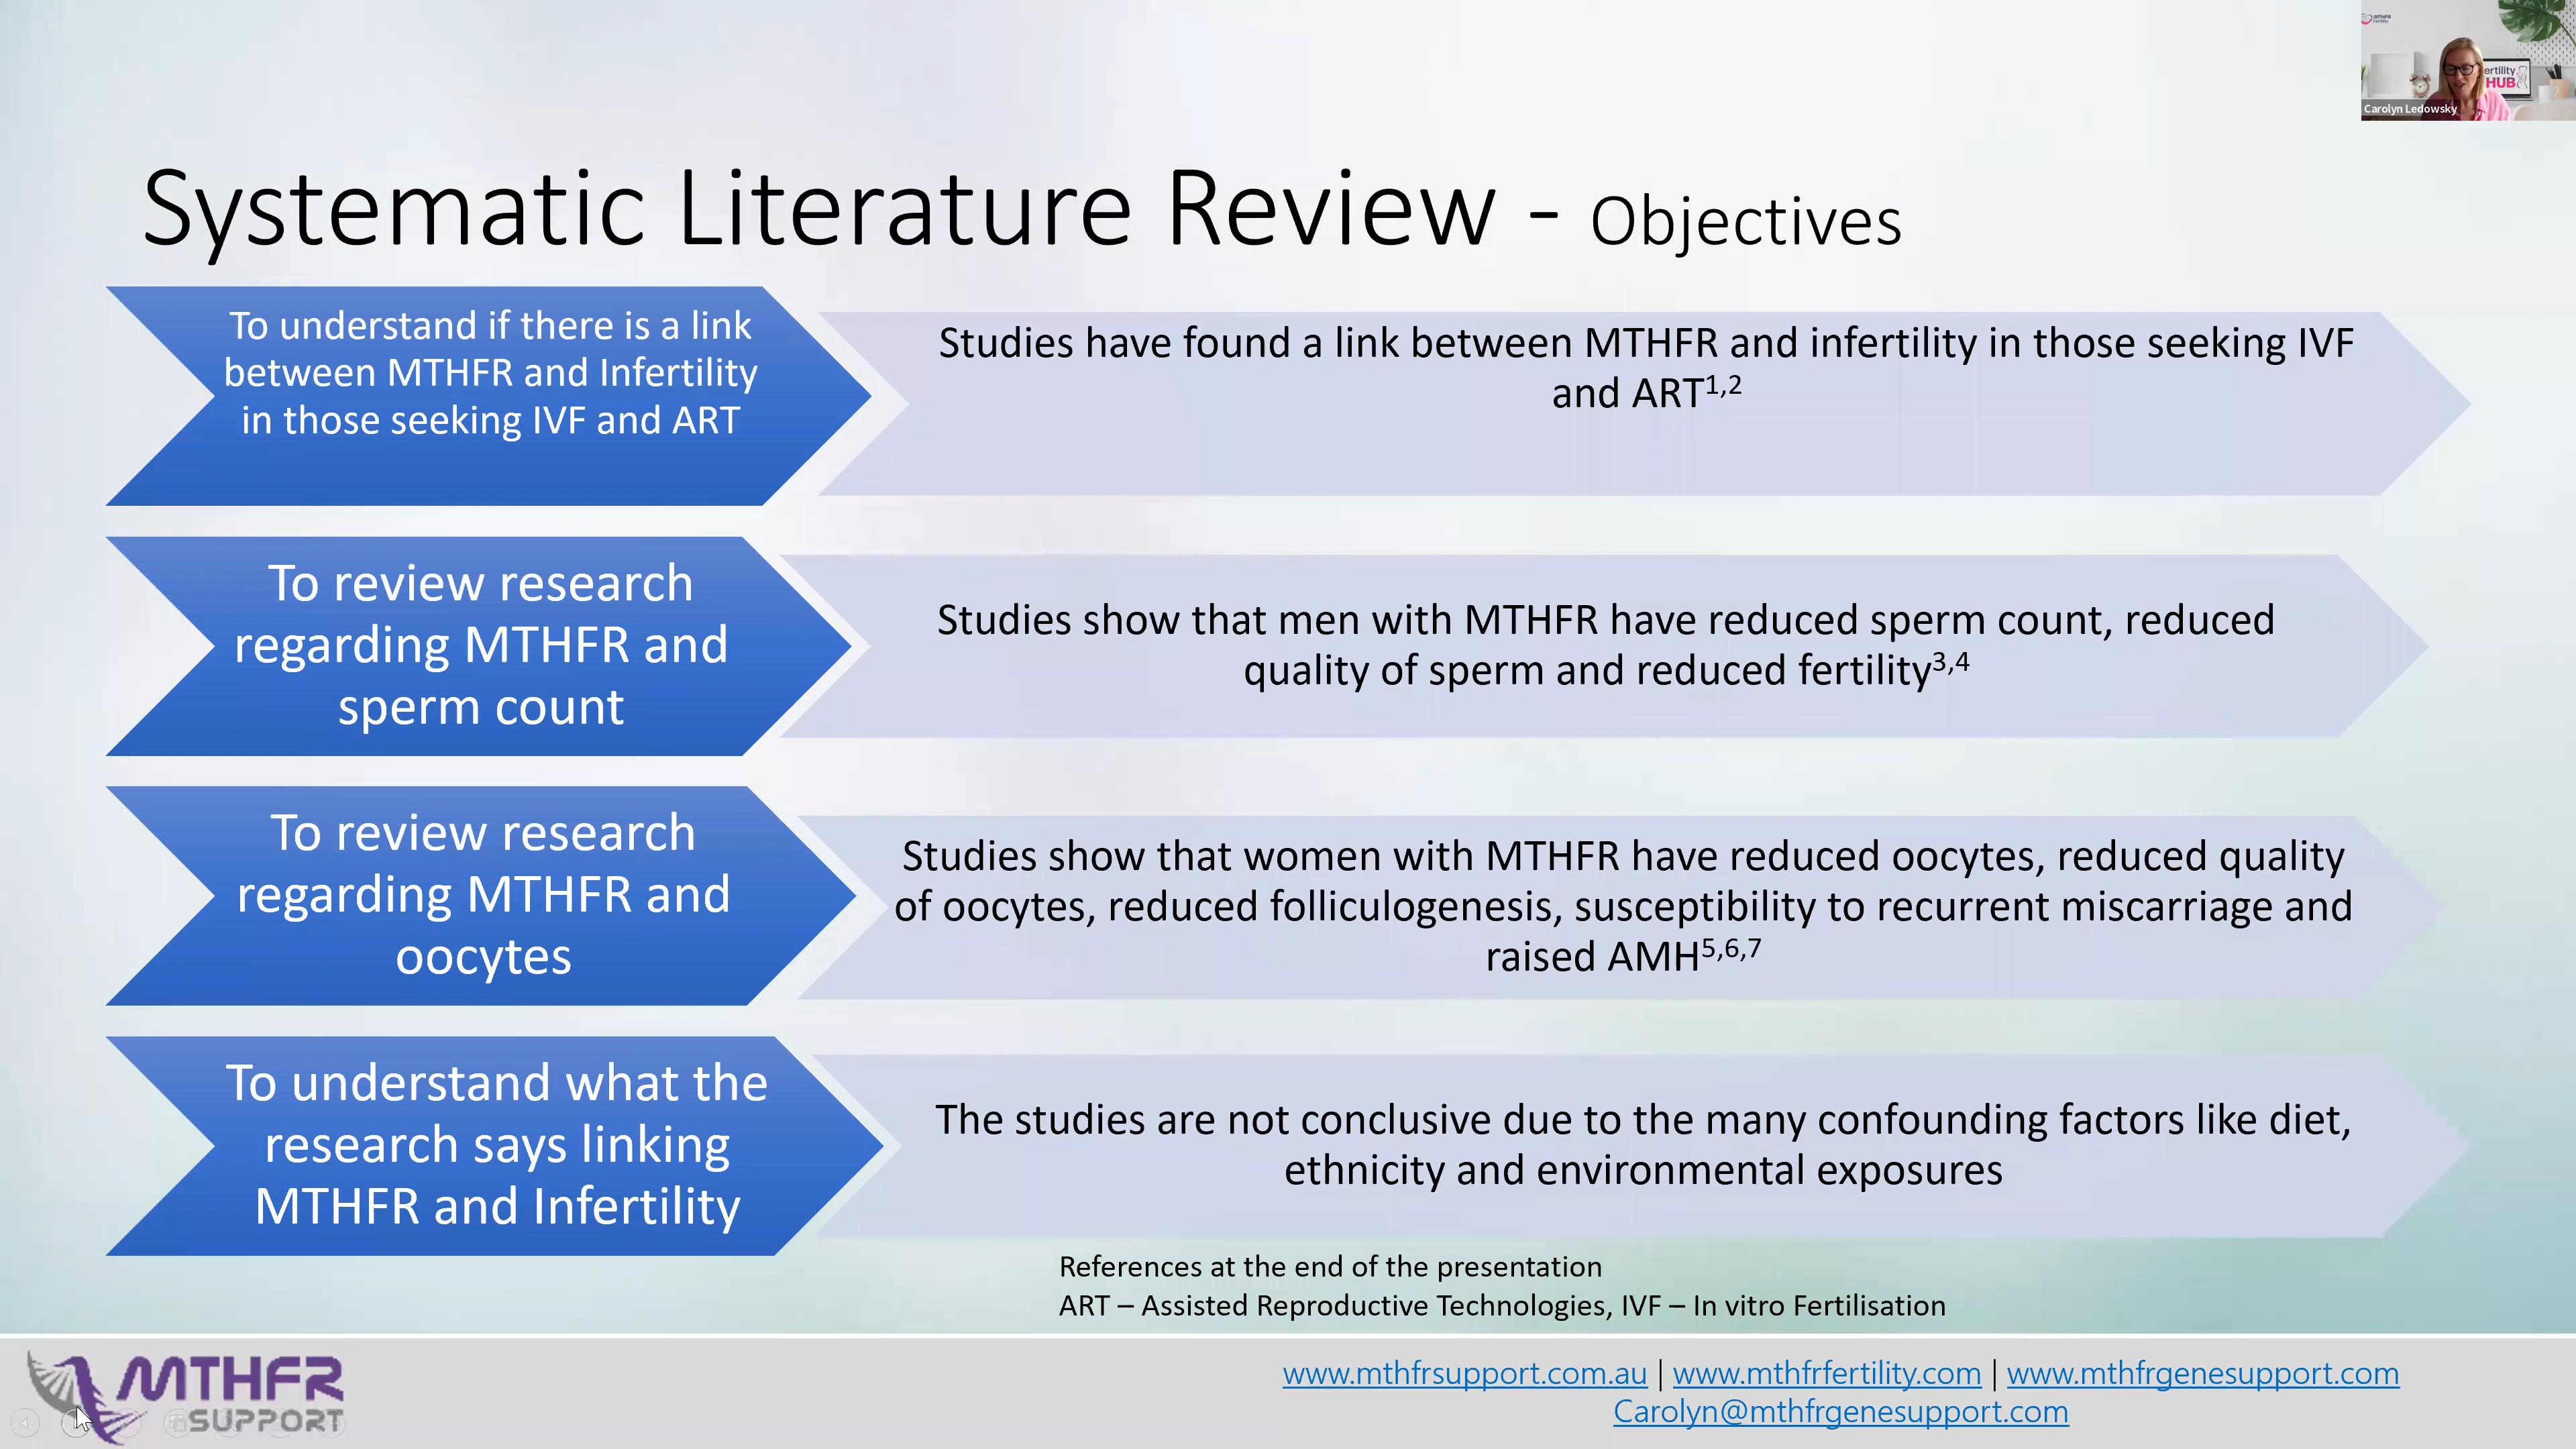 MTHFR
Fertility
ertility
HUB
Carolyn Ledowsky
Systematic Literature Review - Objectives
To understand if there is a link
between MTHFR and Infertility
in those seeking IVF and ART
Studies have found a link between MTHFR and infertility in those seeking IVF
and ART1,2
To review research
regarding MTHFR and
sperm count
Studies show that men with MTHFR have reduced sperm count, reduced
quality of sperm and reduced fertility3,4
To review research
regarding MTHFR and
oocytes
Studies show that women with MTHFR have reduced oocytes, reduced quality
of oocytes, reduced folliculogenesis, susceptibility to recurrent miscarriage and
raised AMH5,6,7
To understand what the
research says linking
MTHFR and Infertility
The studies are not conclusive due to the many confounding factors like diet,
ethnicity and environmental exposures
References at the end of the presentation
ART – Assisted Reproductive Technologies, IVF – In vitro Fertilisation
MTHFR
SUPPORT
www.mthfrsupport.com.au | www.mthfrfertility.com | www.mthfrgenesupport.com
Carolyn@mthfrgenesupport.com